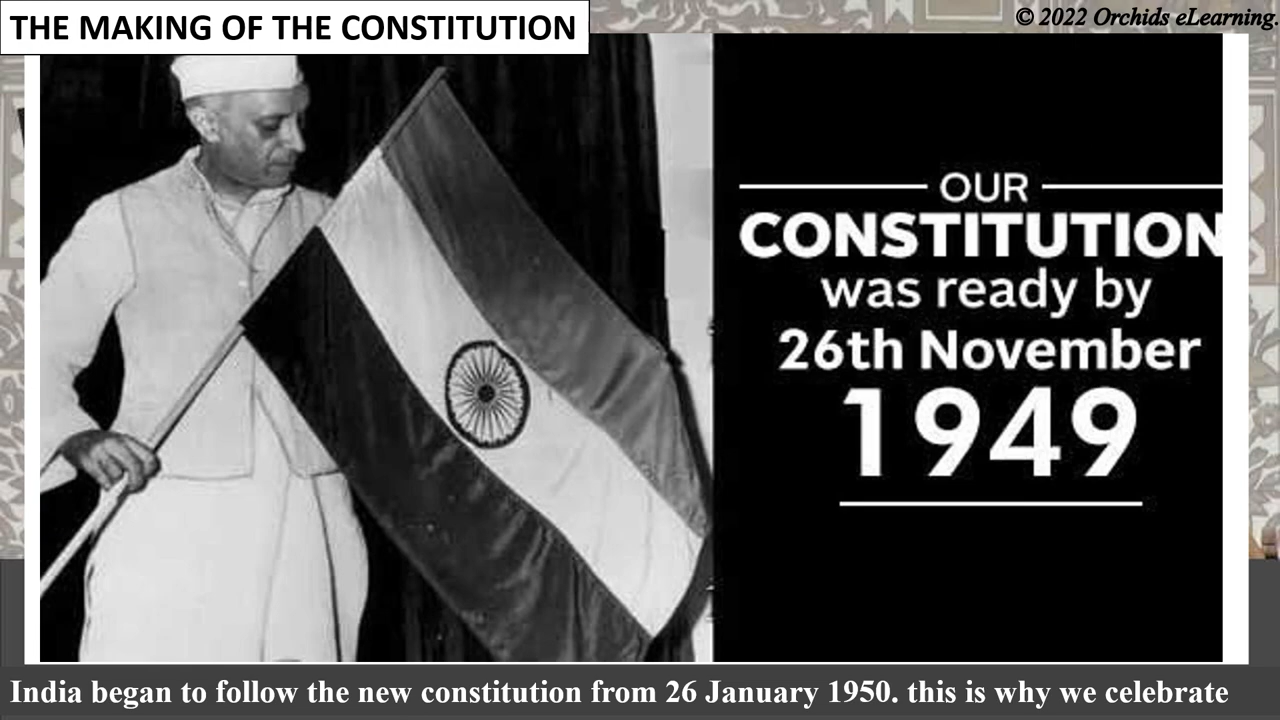 THE MAKING OF THE CONSTITUTION
© 2022 Orchids eLearning.
OUR
CONSTITUTION
was ready by
26th November
1949
India began to follow the new constitution from 26 January 1950. this is why we celebrate